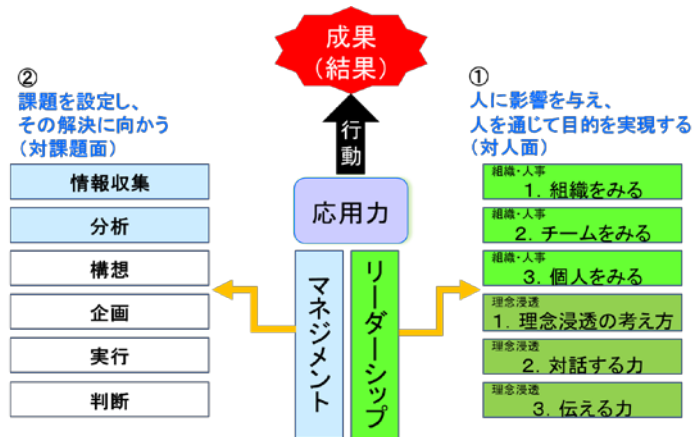 成果
(結果)
行動
応用力
マネジメント
リーダーシップ
②
課題を設定し、
その解決に向かう
(対課題面)
情報収集
分析
構想
企画
実行
判断
①
人に影響を与え、
人を通じて目的を実現する
(対人面)
組織・人事
1．組織をみる
組織・人事
2．チームをみる
組織・人事
3．個人をみる
理念浸透
1．理念浸透の考え方
理念浸透
2．対話する力
理念浸透
3．伝える力